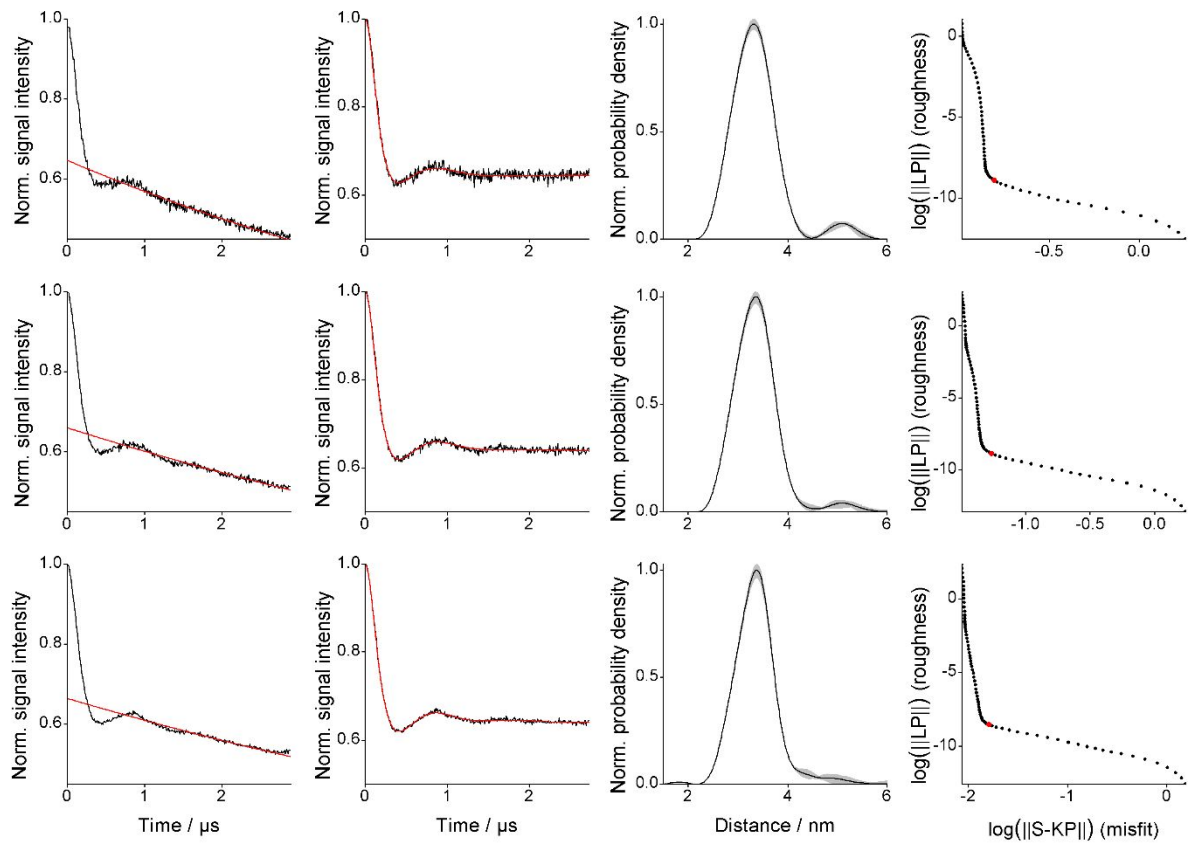 Norm. signal intensity
1.0
0.8
0.6
0 1 2
Norm. signal intensity
1.0
0.8
0.6
0 1 2
Norm. probability density
1.0
0.5
0.0
2 4 6
log(||LP||) (roughness)
0
-5
-10
-0.5 0.0
Norm. signal intensity
1.0
0.8
0.6
0 1 2
Norm. signal intensity
1.0
0.8
0.6
0 1 2
Norm. probability density
1.0
0.5
0.0
2 4 6
log(||LP||) (roughness)
0
-5
-10
-1.0 -0.5 0.0
Norm. signal intensity
1.0
0.8
0.6
0 1 2
Time / µs
Norm. signal intensity
1.0
0.8
0.6
0 1 2
Time / µs
Norm. probability density
1.0
0.5
0.0
2 4 6
Distance / nm
log(||LP||) (roughness)
0
-5
-10
-2 -1 0
log(||S-KP||) (misfit)